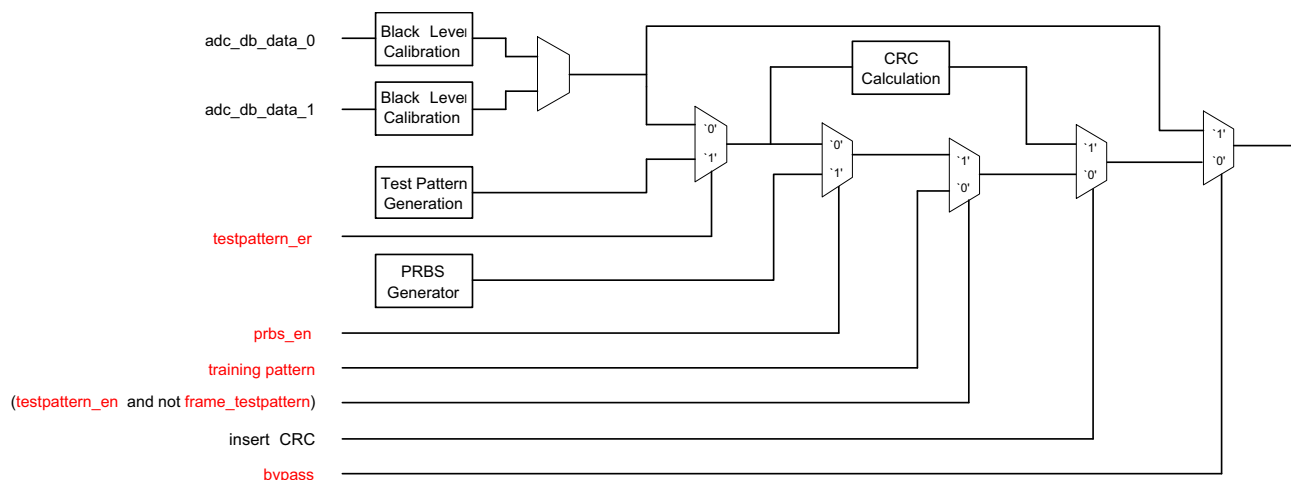 adc_db_data_0
Black Level
Calibration
CRC
Calculation
adc_db_data_1
Black Level
Calibration
`0'
`1'
`0'
`1'
`1'
`0'
`1'
`0'
`1'
`0'
Test Pattern
Generation
testpattern_er
PRBS
Generator
prbs_en
training pattern
(testpattern_en and not frame_testpattern)
insert CRC
bypass